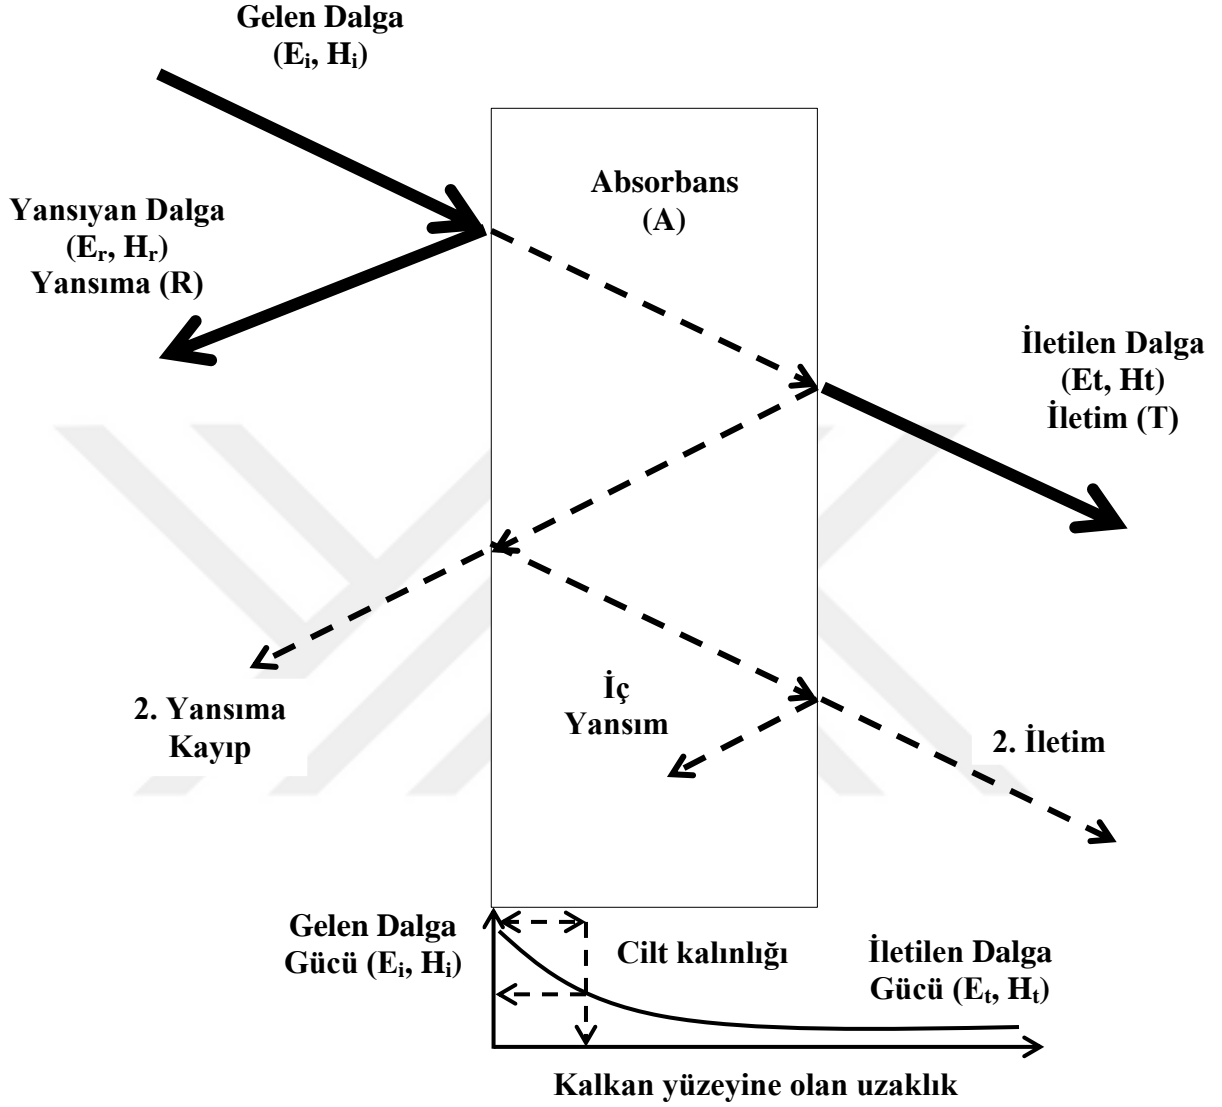 Gelen Dalga
(Ei, Hi)
Absorbans
(A)
Yansıyan Dalga
(Er, Hr)
Yansıma (R)
İletilen Dalga
(Et, Ht)
İletim (T)
2. Yansıma
Kayıp
İç
Yansım
2. İletim
Gelen Dalga
Gücü (Ei, Hi)
Cilt kalınlığı
İletilen Dalga
Gücü (Et, Ht)
Kalkan yüzeyine olan uzaklık